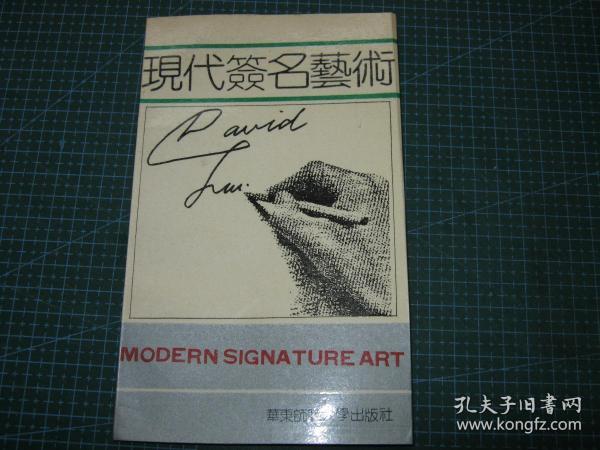 現代簽名藝術
David
MODERN SIGNATURE ART
華東師範大學出版社
孔夫子旧书网
www.kongfz.com